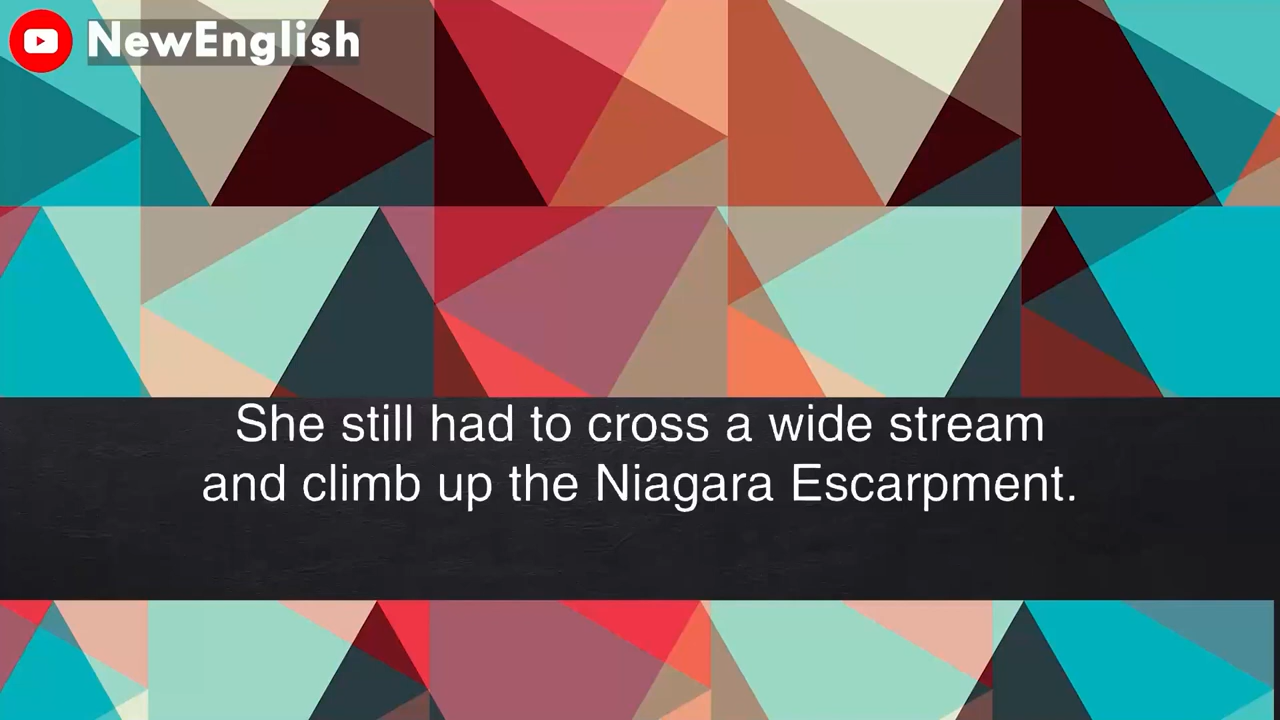 NewEnglish
She still had to cross a wide stream
and climb up the Niagara Escarpment.